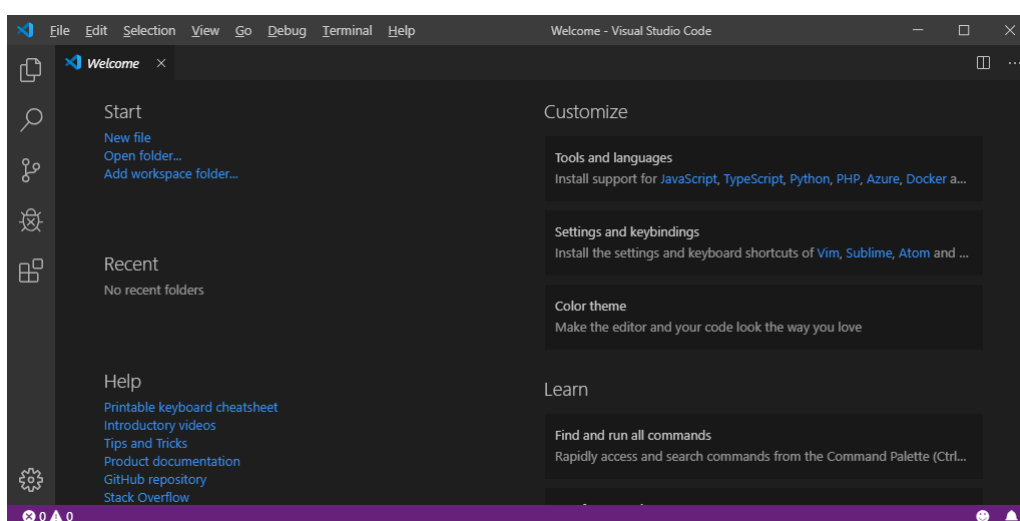 File Edit Selection View Go Debug Terminal Help
Welcome - Visual Studio Code
Welcome
Start
New file
Open folder...
Add workspace folder...
Recent
No recent folders
Help
Printable keyboard cheatsheet
Introductory videos
Tips and Tricks
Product documentation
GitHub repository
Stack Overflow
Customize
Tools and languages
Install support for JavaScript, TypeScript, Python, PHP, Azure, Docker a...
Settings and keybindings
Install the settings and keyboard shortcuts of Vim, Sublime, Atom and ...
Color theme
Make the editor and your code look the way you love
Learn
Find and run all commands
Rapidly access and search commands from the Command Palette (Ctrl...
0 0